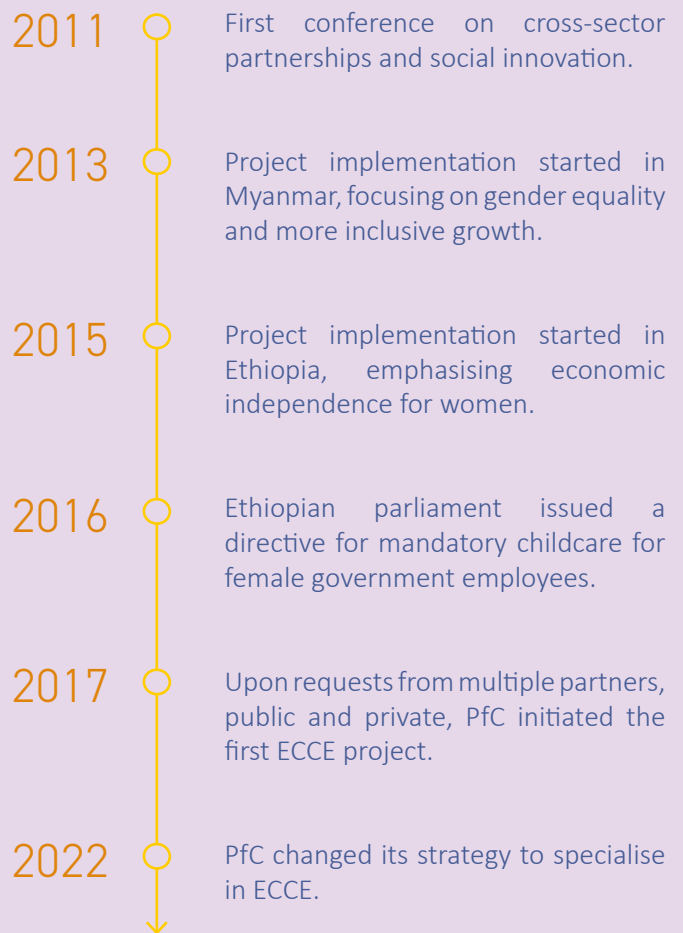 2011
First conference on cross-sector
partnerships and social innovation.
2013
Project implementation started in
Myanmar, focusing on gender equality
and more inclusive growth.
2015
Project implementation started in
Ethiopia, emphasising economic
independence for women.
2016
Ethiopian parliament issued a
directive for mandatory childcare for
female government employees.
2017
Upon requests from multiple partners,
public and private, PfC initiated the
first ECCE project.
2022
PfC changed its strategy to specialise
in ECCE.